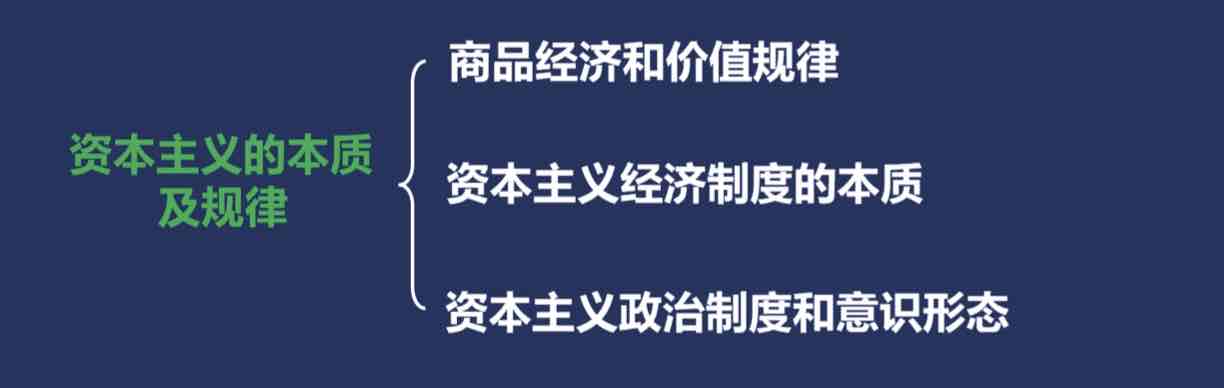 资本主义的本质
及规律
商品经济和价值规律
资本主义经济制度的本质
资本主义政治制度和意识形态